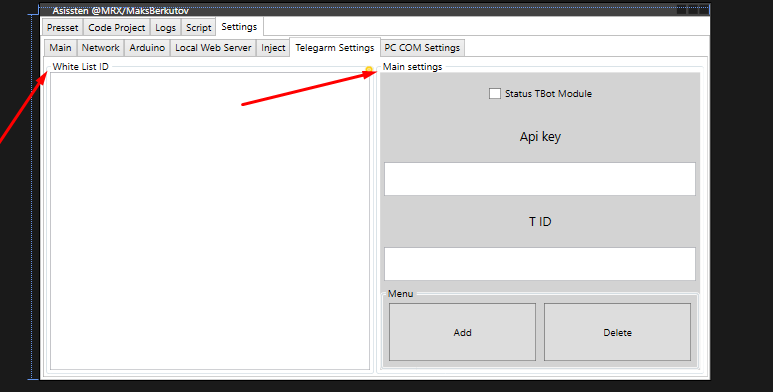 Asissten @MRX/MaksBerkutov
Presset Code Project Logs Script Settings
Main Network Arduino Local Web Server Inject Telegarm Settings PC COM Settings
White List ID
Main settings
Status TBot Module
Api key
T ID
Menu
Add Delete